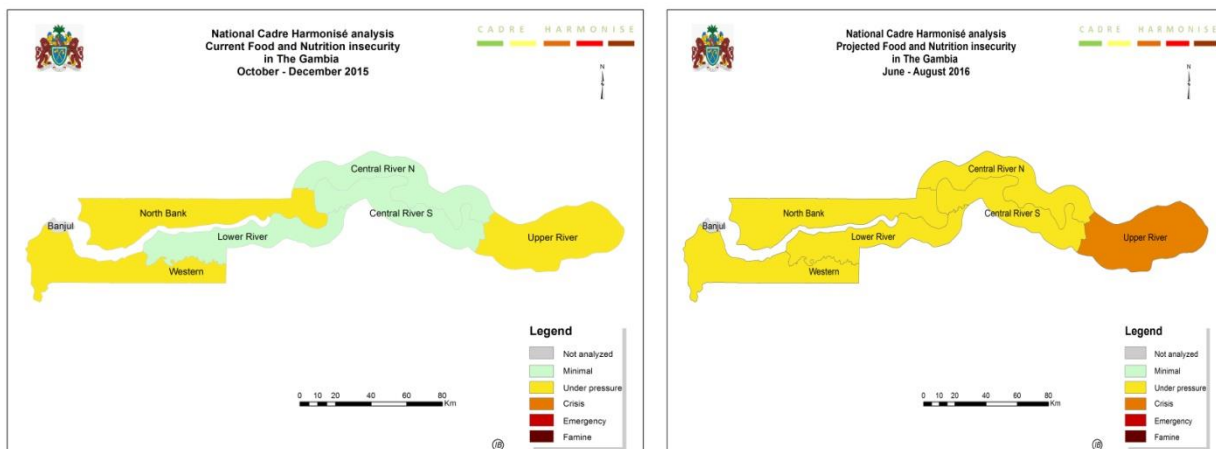 National Cadre Harmonisé analysis
Current Food and Nutrition insecurity
in The Gambia
October - December 2015
CADRE HARMONISE
N
Central River N
North Bank
Banjul
Central River S
Lower River
Upper River
Western
Legend
Not analyzed
Minimal
Under pressure
Crisis
Emergency
Famine
0 5 10 20 40 60 80
Km
National Cadre Harmonisé analysis
Projected Food and Nutrition insecurity
in The Gambia
June - August 2016
CADRE HARMONISE
N
Central River N
North Bank
Banjul
Central River S
Lower River
Upper River
Western
Legend
Not analyzed
Minimal
Under pressure
Crisis
Emergency
Famine
0 5 10 20 40 60 80
Km